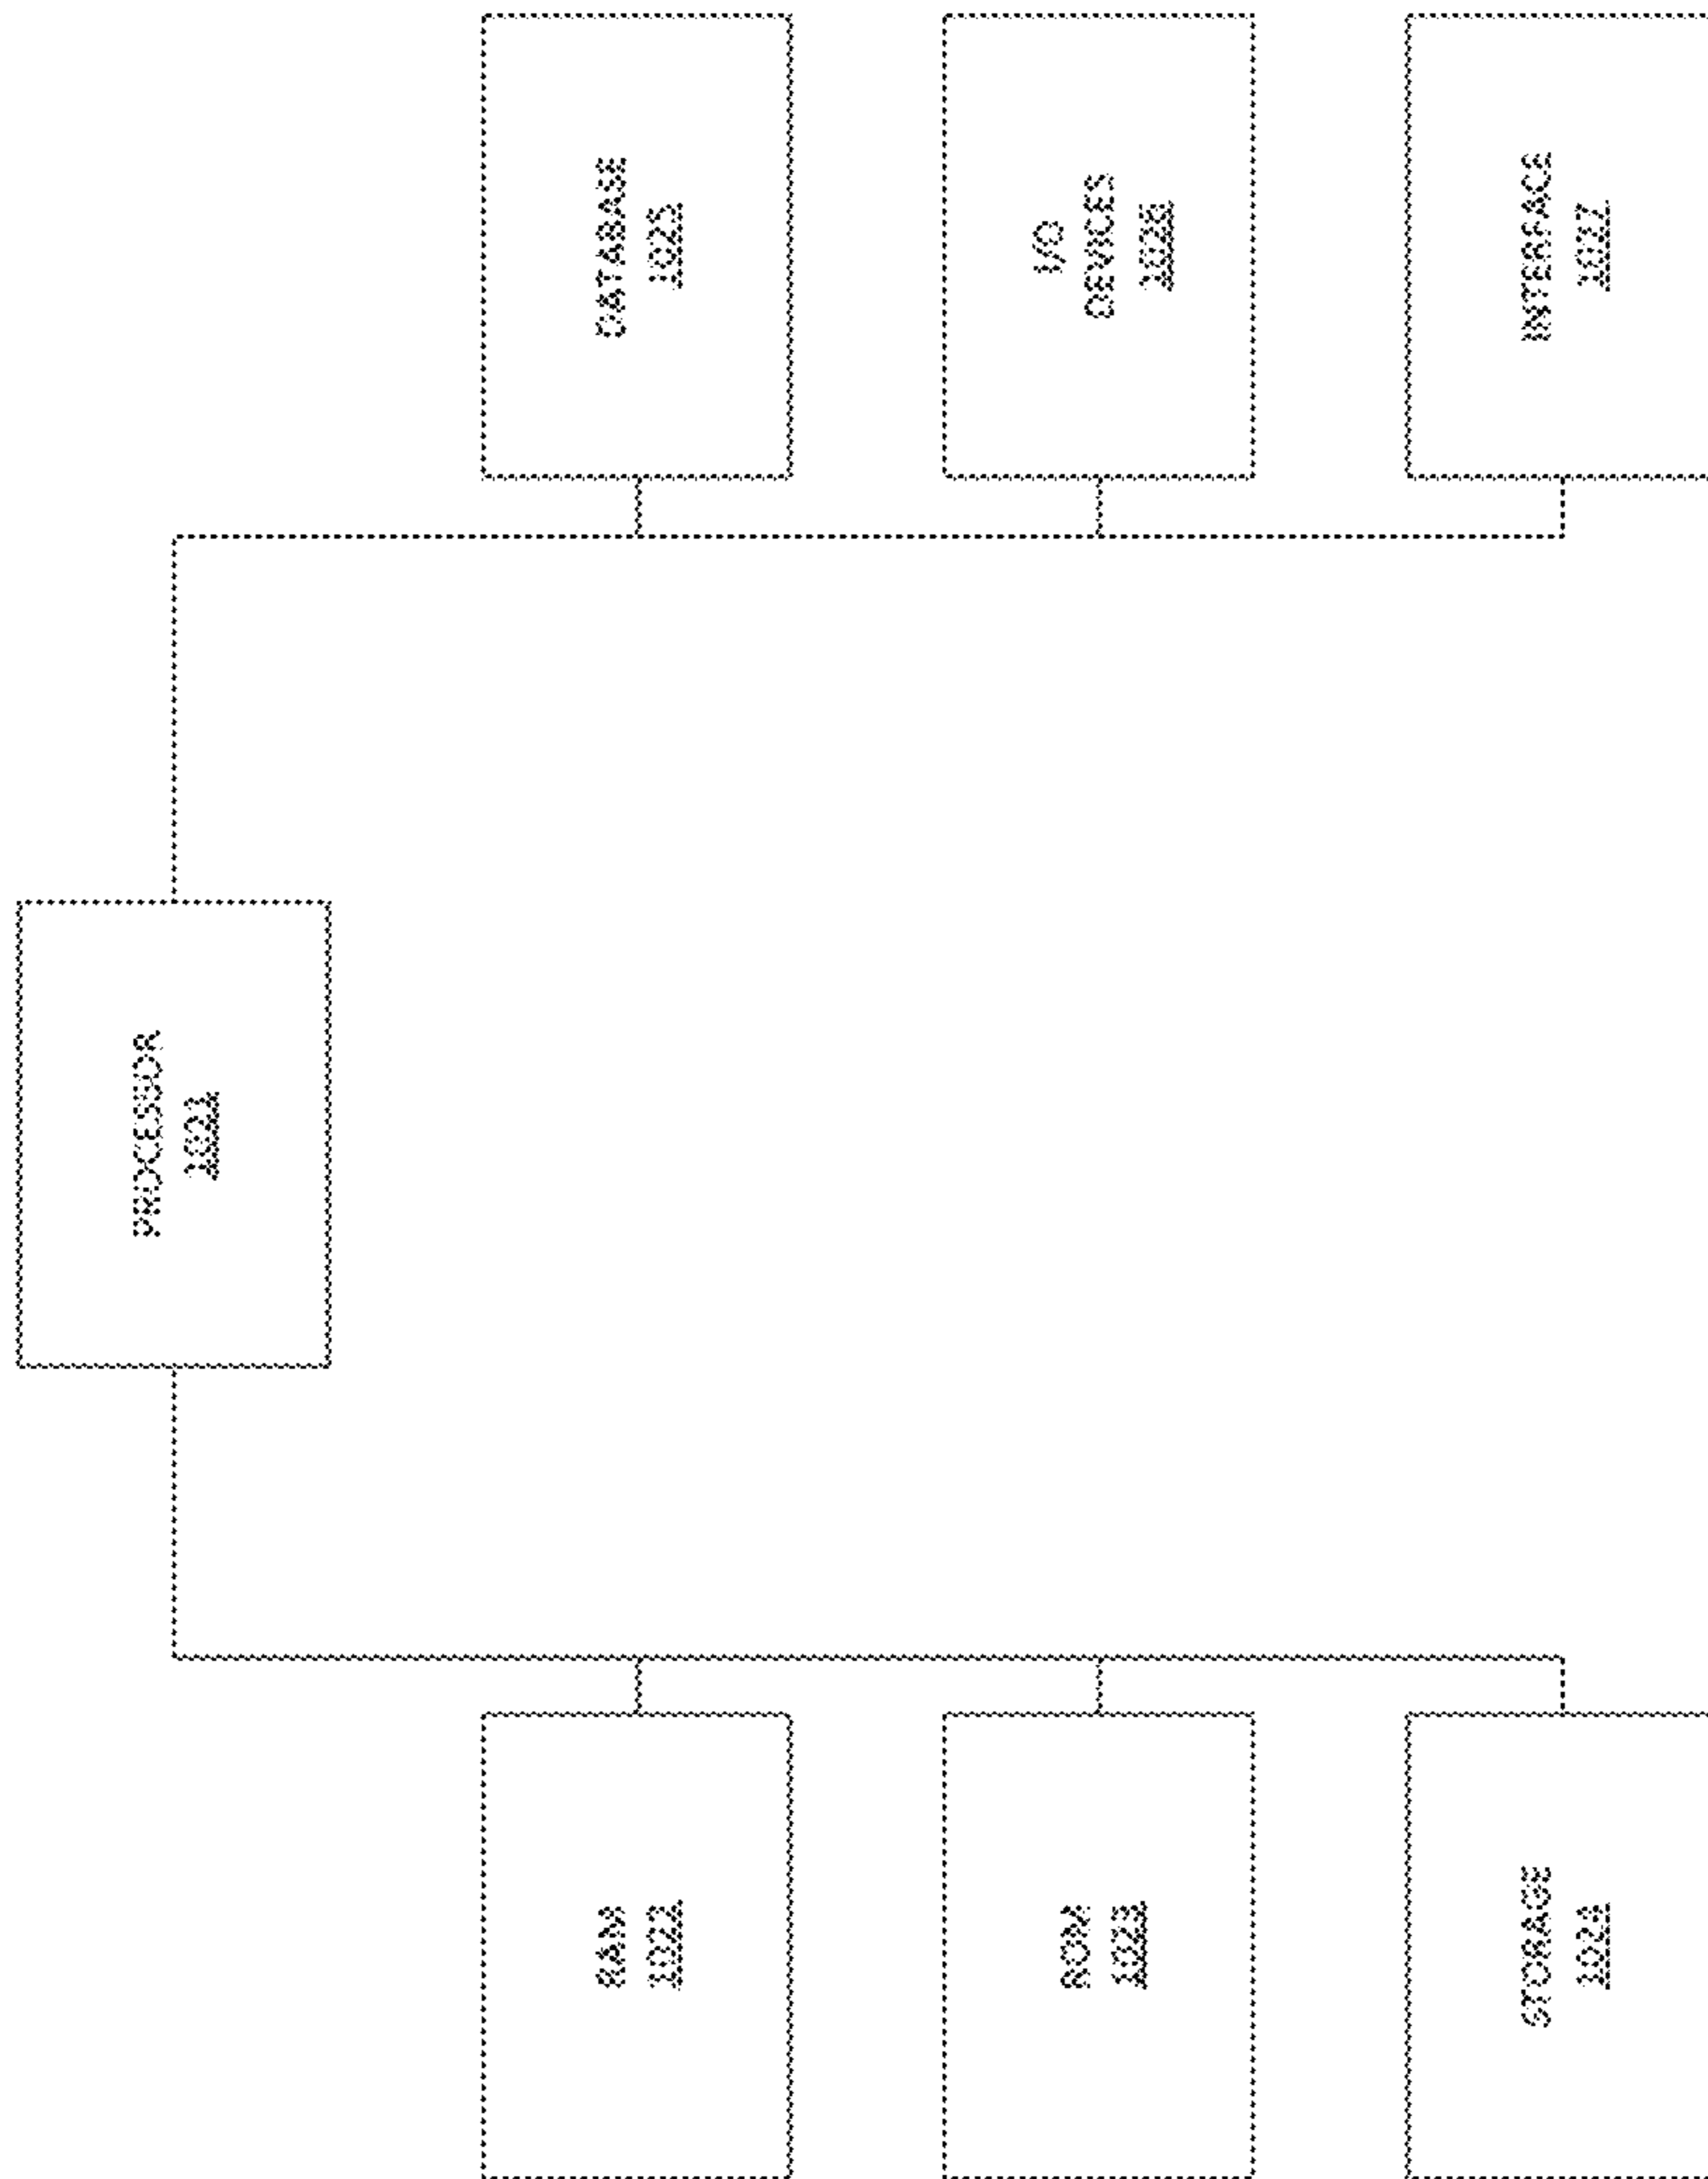 PROCESSOR
1021
RAM
1022
DATABASE
1025
ROM
1023
I/O
DEVICES
1026
STORAGE
1024
INTERFACE
1027